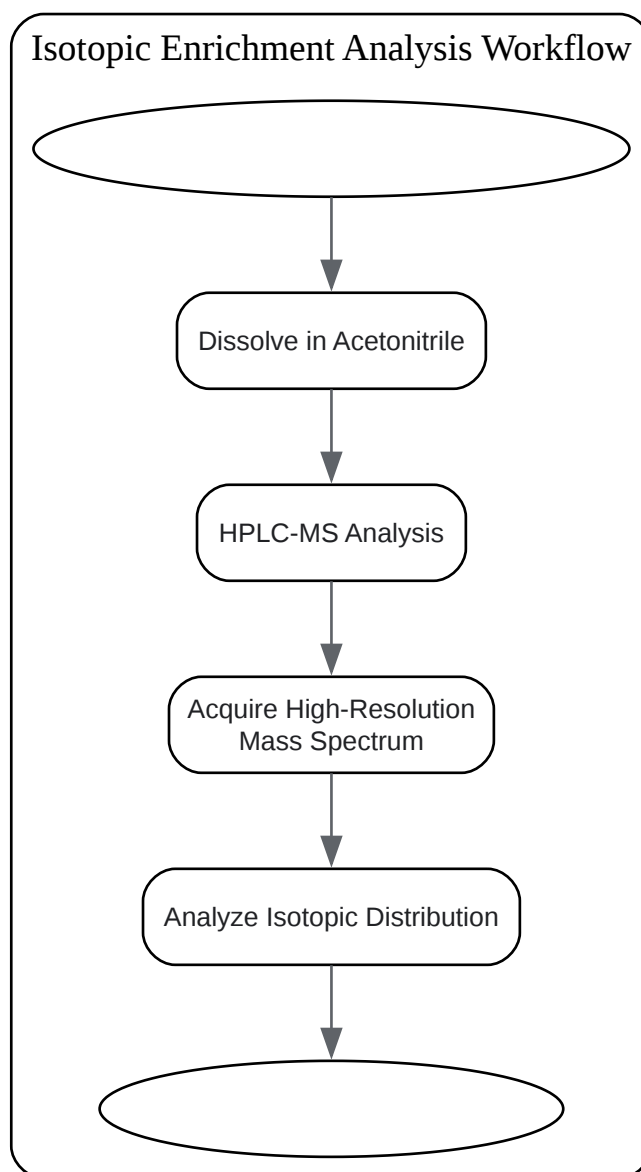 Isotopic Enrichment Analysis Workflow
Dissolve in Acetonitrile
HPLC-MS Analysis
Acquire High-Resolution
Mass Spectrum
Analyze Isotopic Distribution